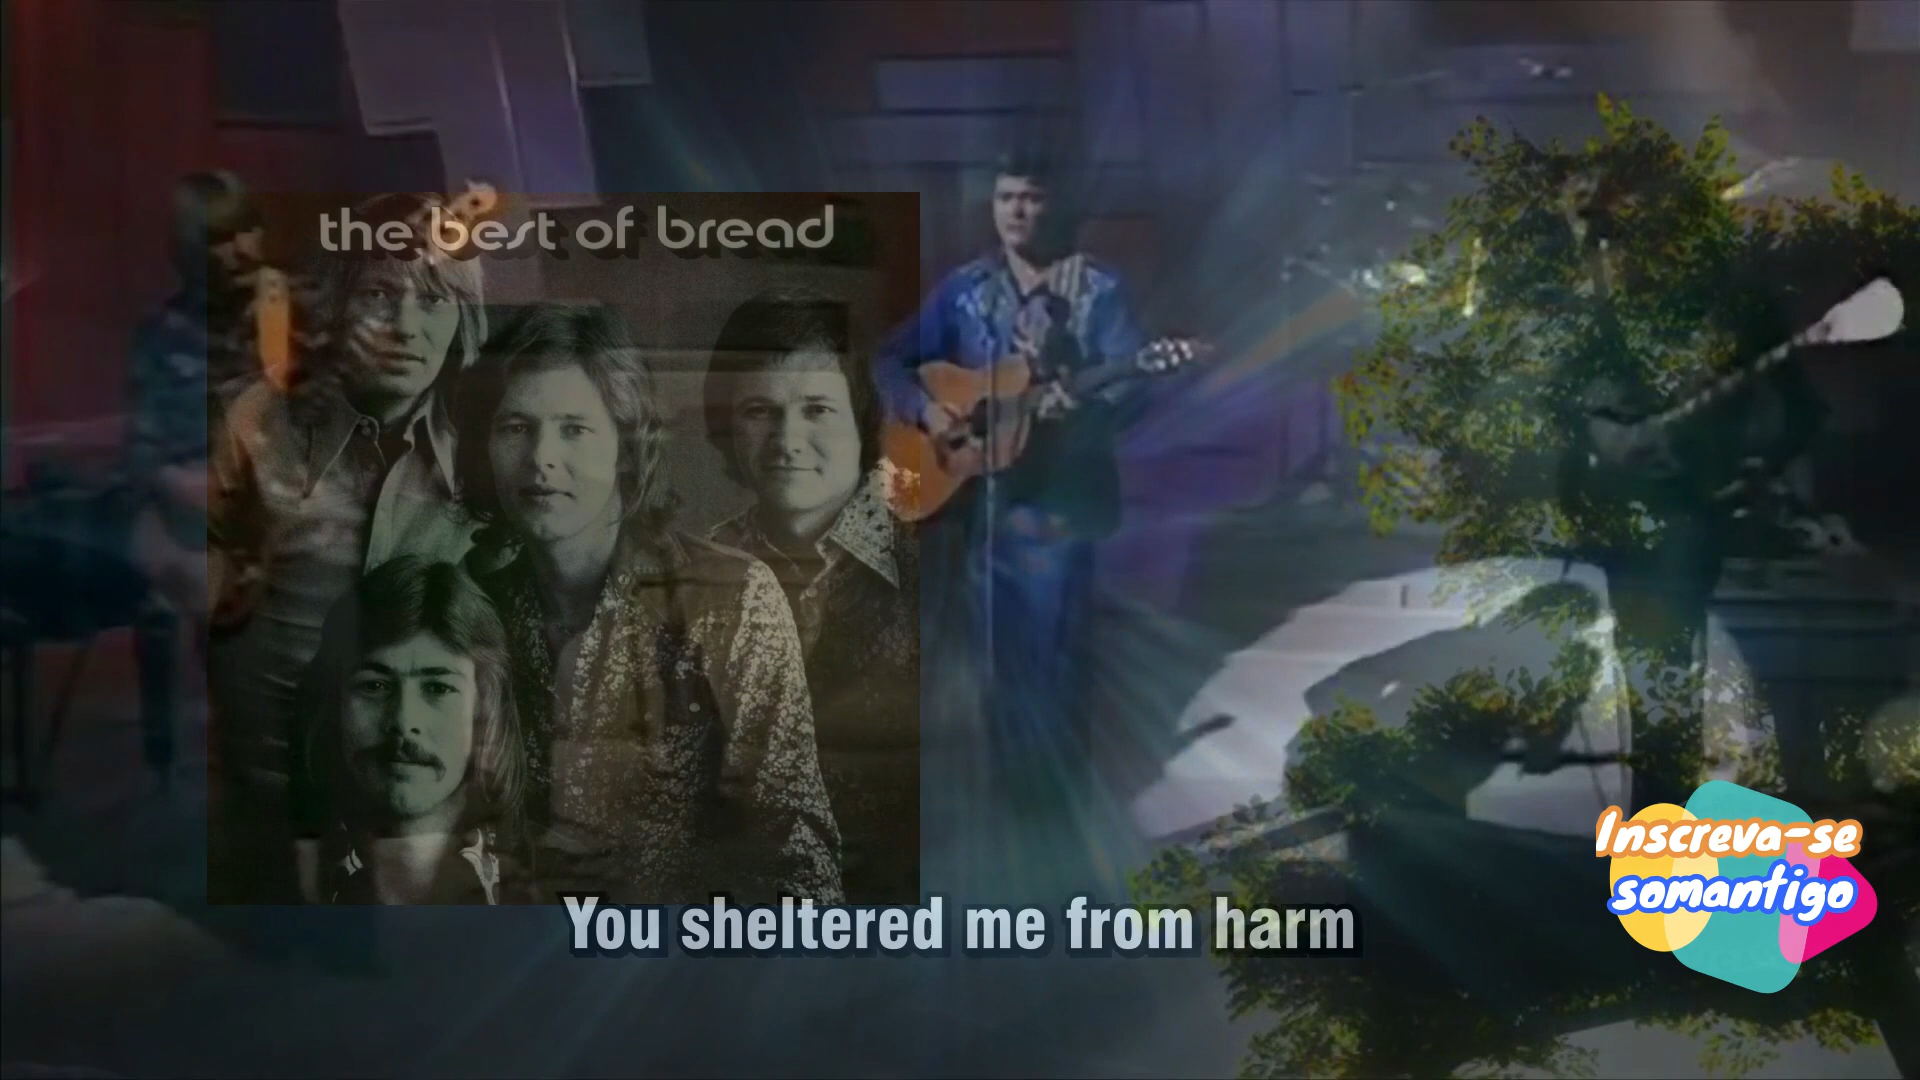 the best of bread
You sheltered me from harm
Inscreva-se
somantigo